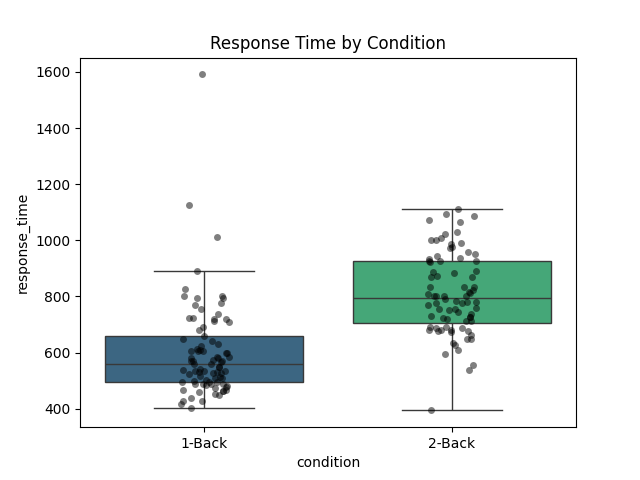 Response Time by Condition
1600
1400
1200
1000
800
600
400
response_time
1-Back
2-Back
condition